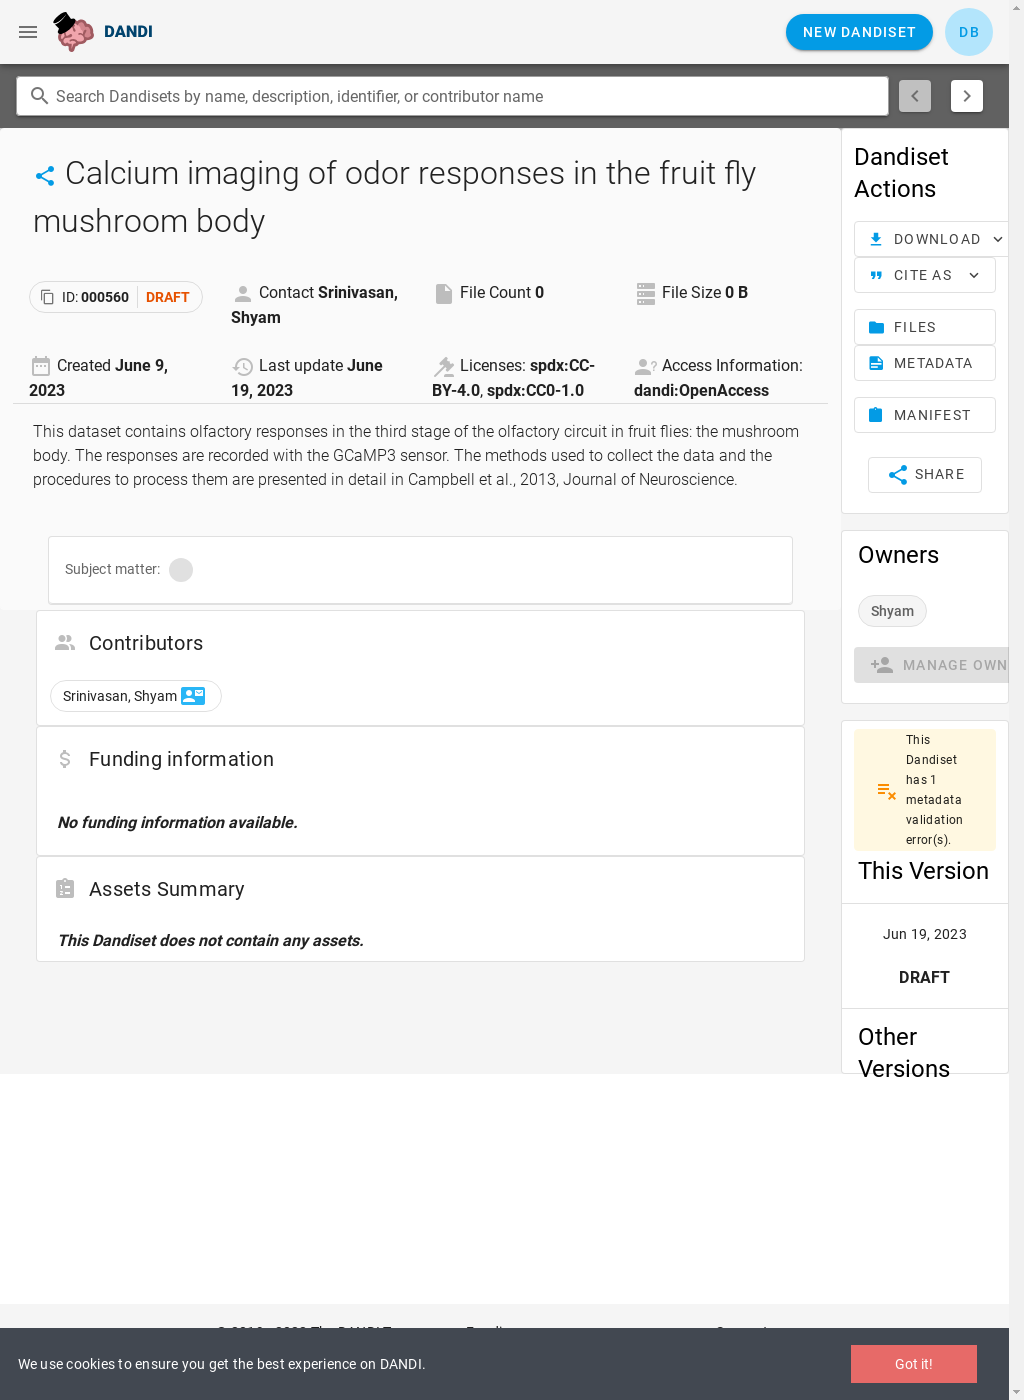 DANDI
NEW DANDISET
DB
Search Dandisets by name, description, identifier, or contributor name
Calcium imaging of odor responses in the fruit fly
mushroom body
ID: 000560 DRAFT
Contact Srinivasan,
Shyam
File Count 0
File Size 0 B
Created June 9,
2023
Last update June
19, 2023
Licenses: spdx:CC-
BY-4.0, spdx:CC0-1.0
Access Information:
dandi:OpenAccess
This dataset contains olfactory responses in the third stage of the olfactory circuit in fruit flies: the mushroom
body. The responses are recorded with the GCaMP3 sensor. The methods used to collect the data and the
procedures to process them are presented in detail in Campbell et al., 2013, Journal of Neuroscience.
Subject matter:
Contributors
Srinivasan, Shyam
Funding information
No funding information available.
Assets Summary
This Dandiset does not contain any assets.
Dandiset
Actions
DOWNLOAD
CITE AS
FILES
METADATA
MANIFEST
SHARE
Owners
Shyam
MANAGE OWN
This
Dandiset
has 1
metadata
validation
error(s).
This Version
Jun 19, 2023
DRAFT
Other
Versions
We use cookies to ensure you get the best experience on DANDI.
Got it!